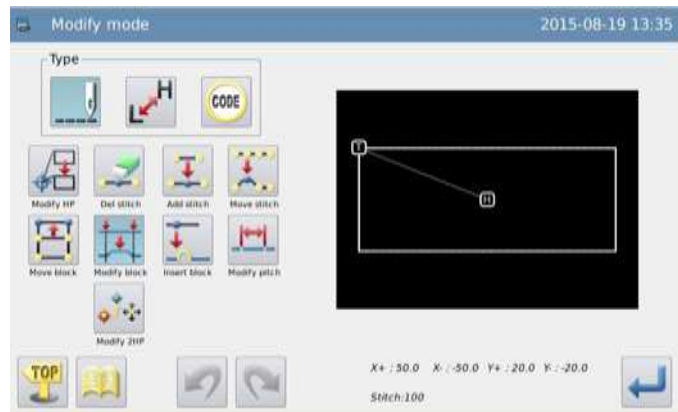 Modify mode 2015-08-19 13:35
Type
L H CODE
Modify HP Del stitch Add stitch Move stitch
Move block Modify block Insert block Modify pitch
Modify 2HP
T
H
X+ : 50.0 X- : -50.0 Y+ : 20.0 Y- : -20.0
TOP
Stitch:100